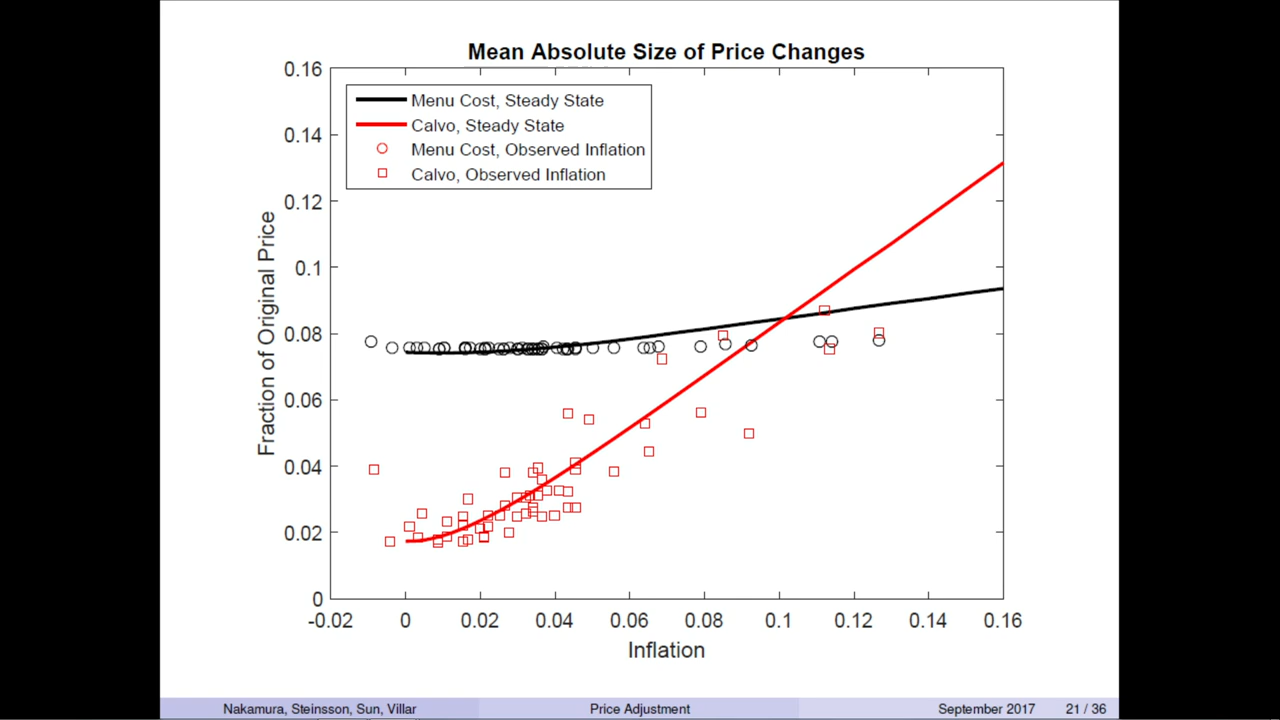 Mean Absolute Size of Price Changes
0.16
0.14
0.12
0.1
0.08
0.06
0.04
0.02
0
Fraction of Original Price
Menu Cost, Steady State
Calvo, Steady State
Menu Cost, Observed Inflation
Calvo, Observed Inflation
-0.02 0 0.02 0.04 0.06 0.08 0.1 0.12 0.14 0.16
Inflation
Nakamura, Steinsson, Sun, Villar Price Adjustment September 2017 21 / 36